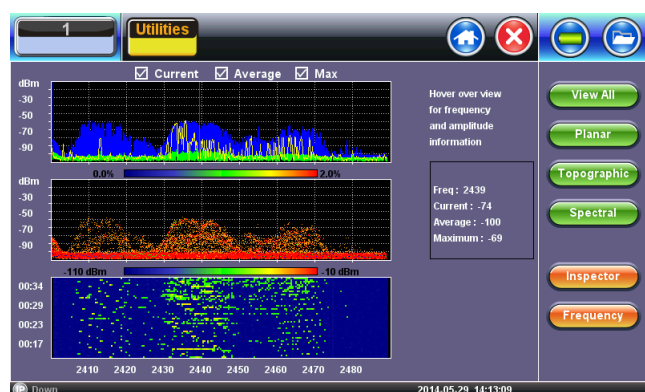 1
Utilities
Current Average Max
dBm
-30
-50
-70
-90
0.0% 2.0%
dBm
-30
-50
-70
-90
-110 dBm -10 dBm
00:34
00:29
00:23
00:17
2410 2420 2430 2440 2450 2460 2470 2480
Hover over view
for frequency
and amplitude
information
Freq : 2439
Current : -74
Average : -100
Maximum : -69
View All
Planar
Topographic
Spectral
Inspector
Frequency
IP Down
2014-05-29 14:13:09